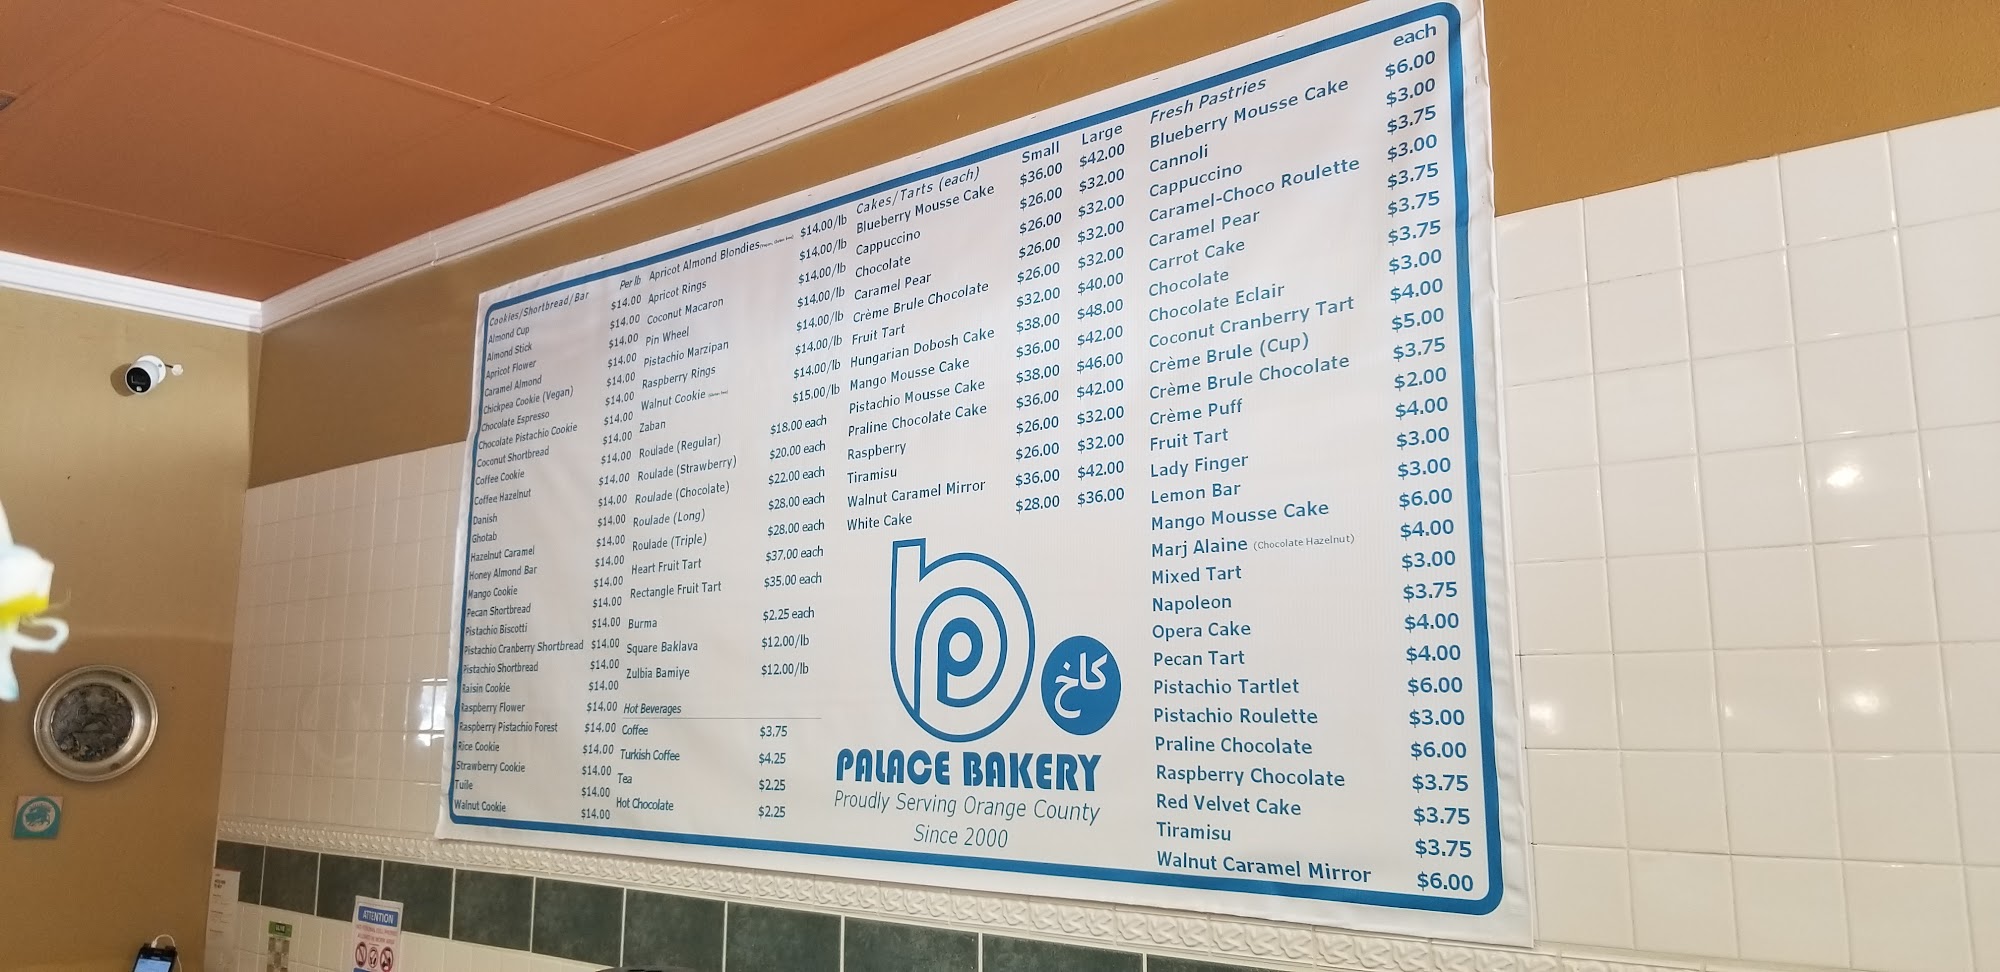 Cookies/Shortbread/Bar Per lb
Almond Cup $14.00
Almond Stick $14.00
Apricot Flower $14.00
Caramel Almond $14.00
Chickpea Cookie (Vegan) $14.00
Chocolate Espresso $14.00
Chocolate Pistachio Cookie $14.00
Coconut Shortbread $14.00
Coffee Cookie $14.00
Coffee Hazelnut $14.00
Danish $14.00
Ghotab $14.00
Hazelnut Caramel $14.00
Honey Almond Bar $14.00
Mango Cookie $14.00
Pecan Shortbread $14.00
Pistachio Biscotti $14.00
Pistachio Cranberry Shortbread $14.00
Pistachio Shortbread $14.00
Raisin Cookie $14.00
Raspberry Flower $14.00
Raspberry Pistachio Forest $14.00
Rice Cookie $14.00
Strawberry Cookie $14.00
Tuile $14.00
Walnut Cookie $14.00
Apricot Almond Blondies $14.00/lb
Apricot Rings $14.00/lb
Coconut Macaron $14.00/lb
Pin Wheel $14.00/lb
Pistachio Marzipan $14.00/lb
Raspberry Rings $14.00/lb
Walnut Cookie $14.00/lb
Zaban $15.00/lb
Roulade (Regular) $18.00 each
Roulade (Strawberry) $20.00 each
Roulade (Chocolate) $22.00 each
Roulade (Long) $28.00 each
Roulade (Triple) $28.00 each
Heart Fruit Tart $37.00 each
Rectangle Fruit Tart $35.00 each
Burma $2.25 each
Square Baklava $12.00/lb
Zulbia Bamiye $12.00/lb
Hot Beverages
Coffee $3.75
Turkish Coffee $4.25
Tea $2.25
Hot Chocolate $2.25
Cakes/Tarts (each) Small Large
Blueberry Mousse Cake $36.00 $42.00
Cappuccino $26.00 $32.00
Chocolate $26.00 $32.00
Caramel Pear $26.00 $32.00
Crème Brule Chocolate $26.00 $32.00
Fruit Tart $32.00 $40.00
Hungarian Dobosh Cake $38.00 $48.00
Mango Mousse Cake $36.00 $42.00
Pistachio Mousse Cake $38.00 $46.00
Praline Chocolate Cake $36.00 $42.00
Raspberry $26.00 $32.00
Tiramisu $26.00 $32.00
Walnut Caramel Mirror $36.00 $42.00
White Cake $28.00 $36.00
bp
كاخ
PALACE BAKERY
Proudly Serving Orange County
Since 2000
Fresh Pastries each
Blueberry Mousse Cake $6.00
Cannoli $3.00
Cappuccino $3.75
Caramel-Choco Roulette $3.00
Caramel Pear $3.75
Carrot Cake $3.75
Chocolate $3.75
Chocolate Eclair $3.00
Coconut Cranberry Tart $4.00
Crème Brule (Cup) $5.00
Crème Brule Chocolate $3.75
Crème Puff $2.00
Fruit Tart $4.00
Lady Finger $3.00
Lemon Bar $3.00
Mango Mousse Cake $6.00
Marj Alaine (Chocolate Hazelnut) $4.00
Mixed Tart $3.00
Napoleon $3.75
Opera Cake $4.00
Pecan Tart $4.00
Pistachio Tartlet $6.00
Pistachio Roulette $3.00
Praline Chocolate $6.00
Raspberry Chocolate $3.75
Red Velvet Cake $3.75
Tiramisu $3.75
Walnut Caramel Mirror $6.00
ATTENTION